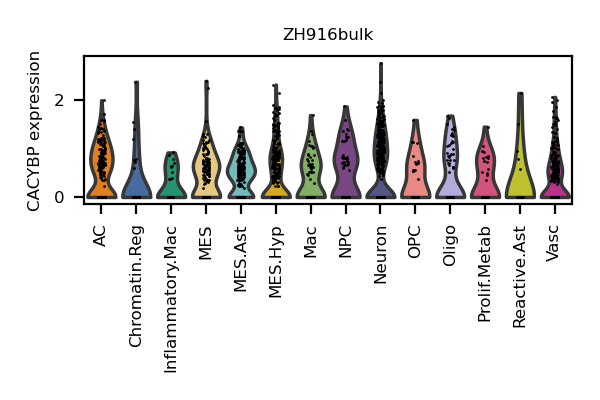 ZH916bulk
CACYBP expression
2
0
AC
Chromatin.Reg
Inflammatory.Mac
MES
MES.Ast
MES.Hyp
Mac
NPC
Neuron
OPC
Oligo
Prolif.Metab
Reactive.Ast
Vasc